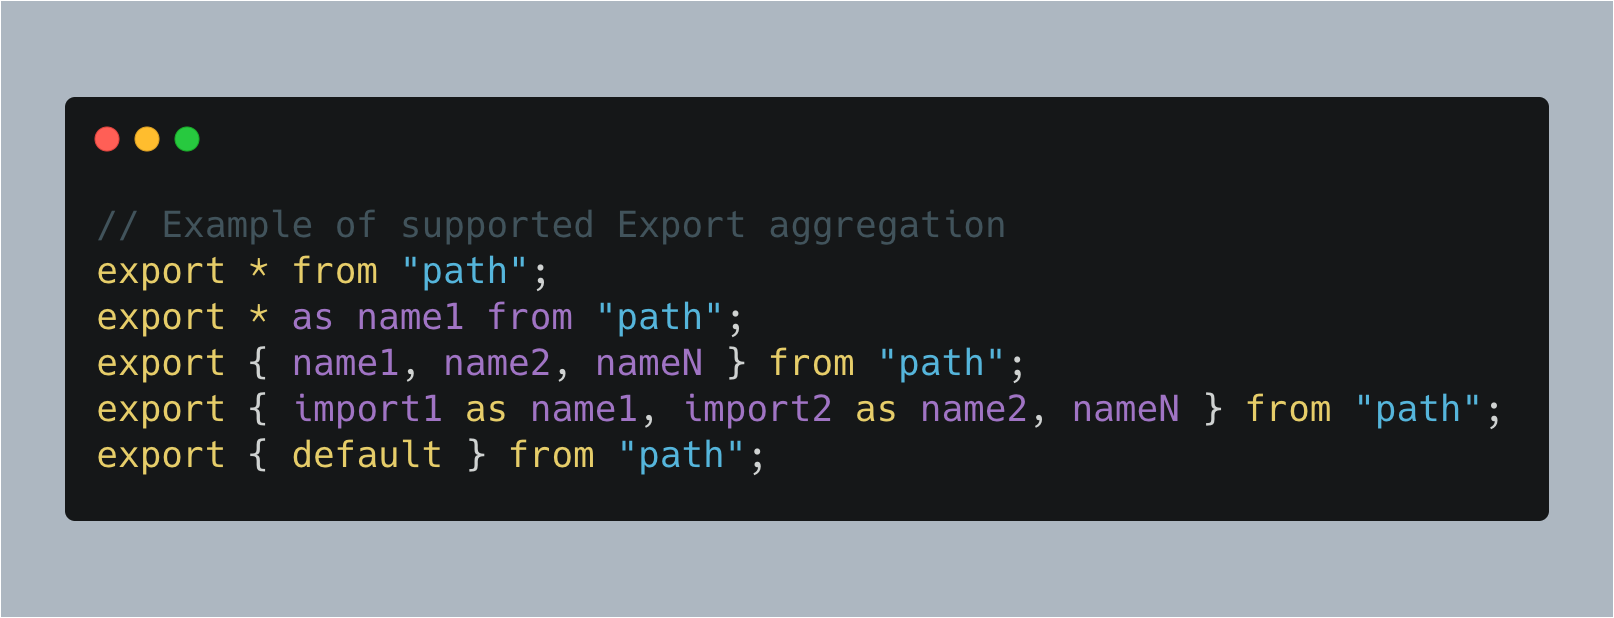 // Example of supported Export aggregation
export * from "path";
export * as name1 from "path";
export { name1, name2, nameN } from "path";
export { import1 as name1, import2 as name2, nameN } from "path";
export { default } from "path";